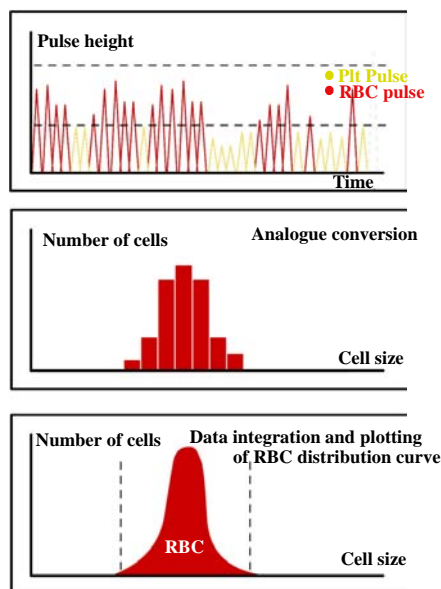 Pulse height
Plt Pulse
RBC pulse
Time
Number of cells
Analogue conversion
Cell size
Number of cells
Data integration and plotting
of RBC distribution curve
RBC
Cell size